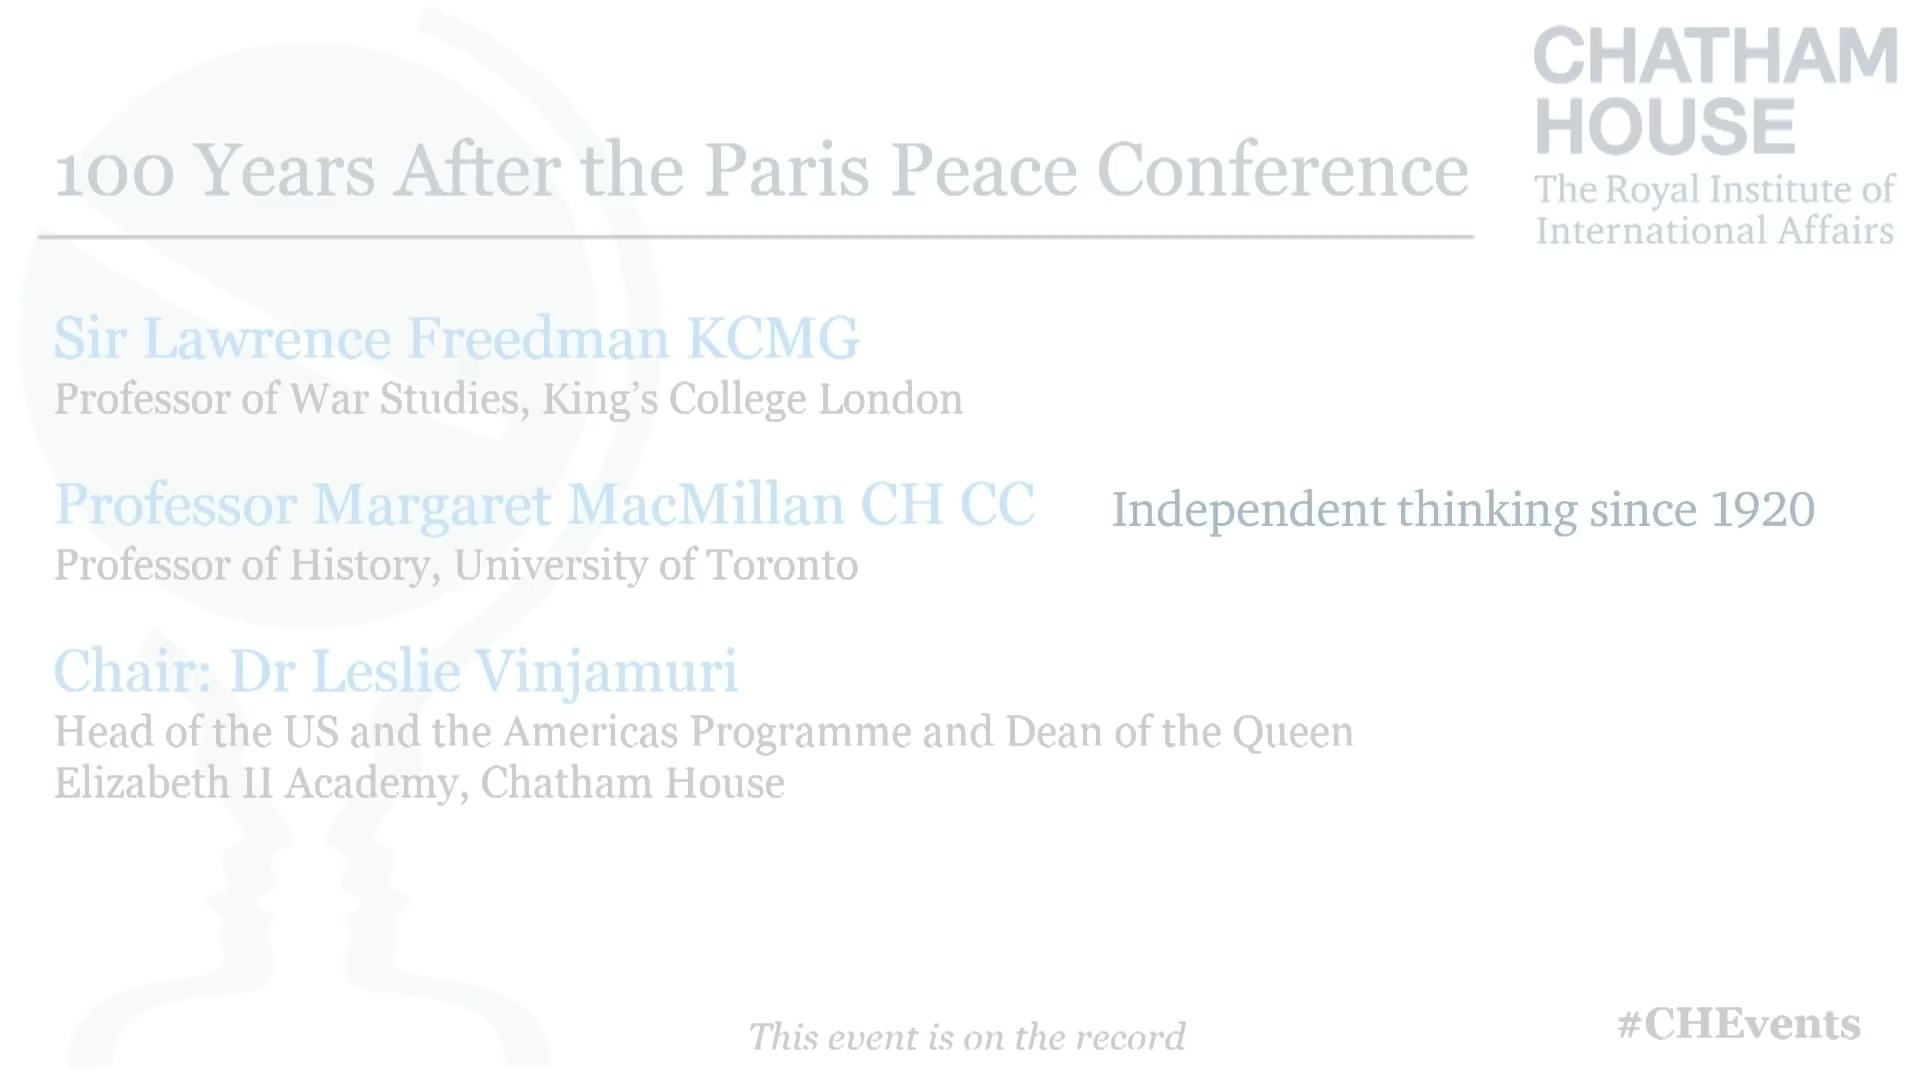 CHATHAM
HOUSE
The Royal Institute of
International Affairs
100 Years After the Paris Peace Conference
Sir Lawrence Freedman KCMG
Professor of War Studies, King’s College London
Professor Margaret MacMillan CH CC
Professor of History, University of Toronto
Independent thinking since 1920
Chair: Dr Leslie Vinjamuri
Head of the US and the Americas Programme and Dean of the Queen
Elizabeth II Academy, Chatham House
This event is on the record
#CHEvents